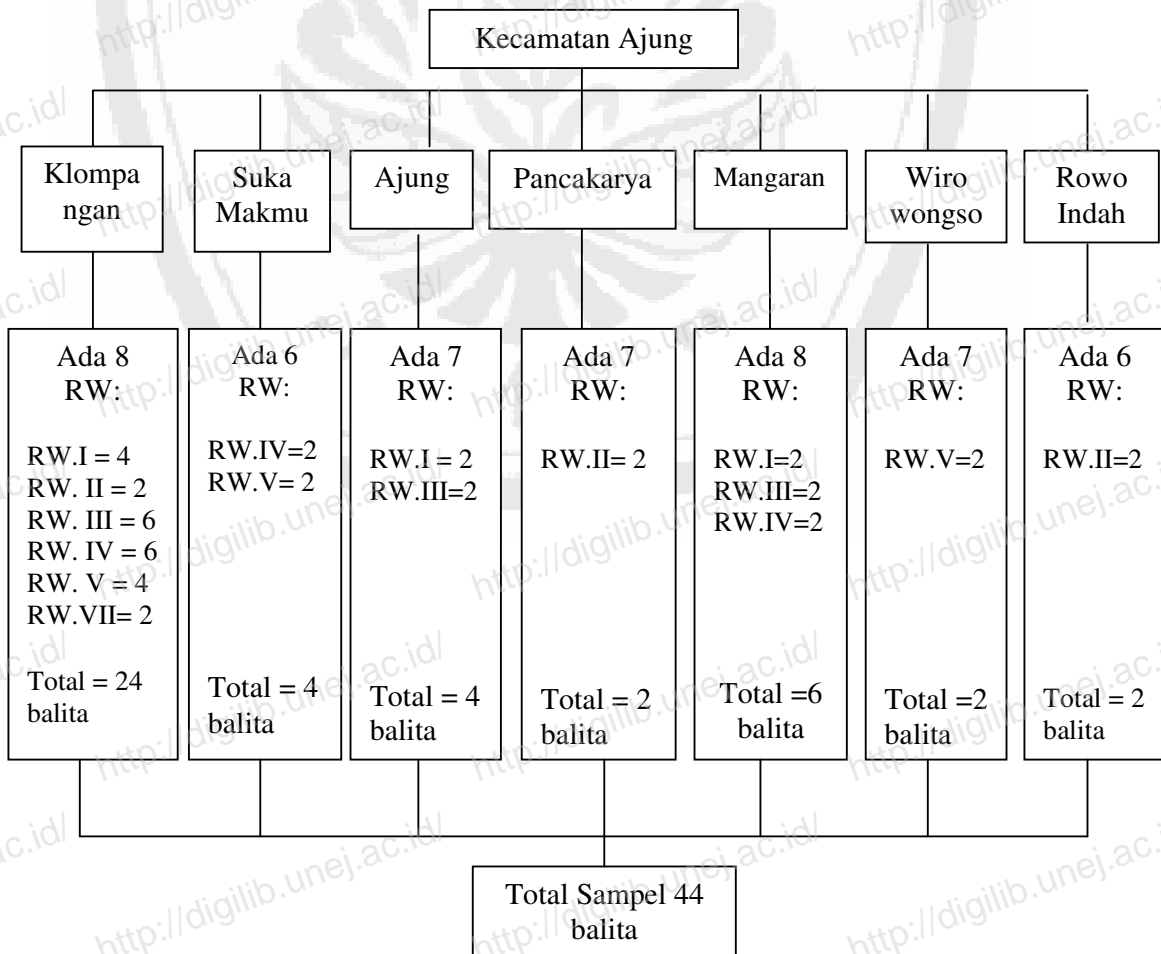 Kecamatan Ajung
Klompa
ngan
Suka
Makmu
Ajung
Pancakarya
Mangaran
Wiro
wongso
Rowo
Indah
Ada 8
RW:
RW.I = 4
RW. II = 2
RW. III = 6
RW. IV = 6
RW. V = 4
RW.VII= 2
Total = 24
balita
Ada 6
RW:
RW.IV=2
RW.V= 2
Total = 4
balita
Ada 7
RW:
RW.I = 2
RW.III=2
Total = 4
balita
Ada 7
RW:
RW.II= 2
Total = 2
balita
Ada 8
RW:
RW.I=2
RW.III=2
RW.IV=2
Total =6
balita
Ada 7
RW:
RW.V=2
Total =2
balita
Ada 6
RW:
RW.II=2
Total = 2
balita
Total Sampel 44
balita
http://digilib.unej.ac.id/